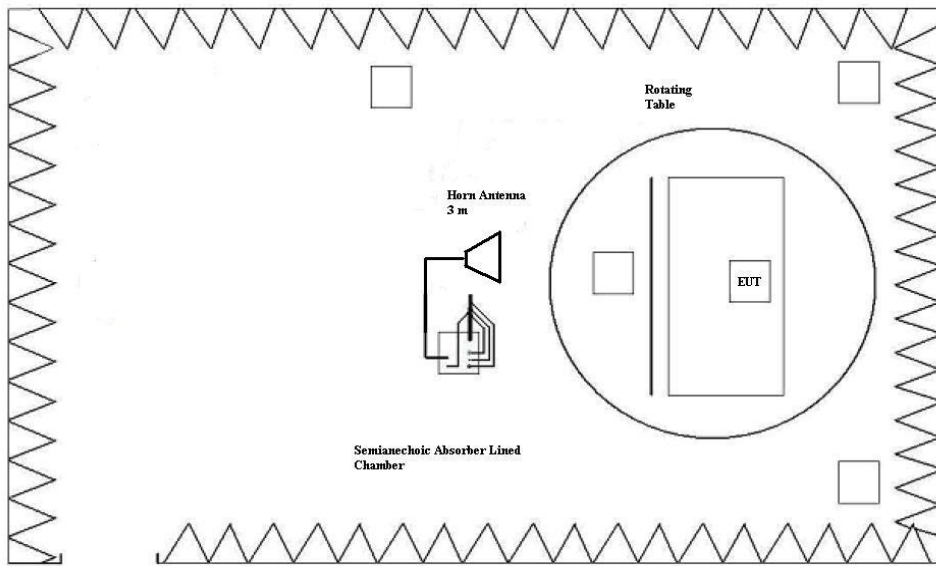 Rotating
Table
Horn Antenna
3 m
EUT
Semianechoic Absorber Lined
Chamber